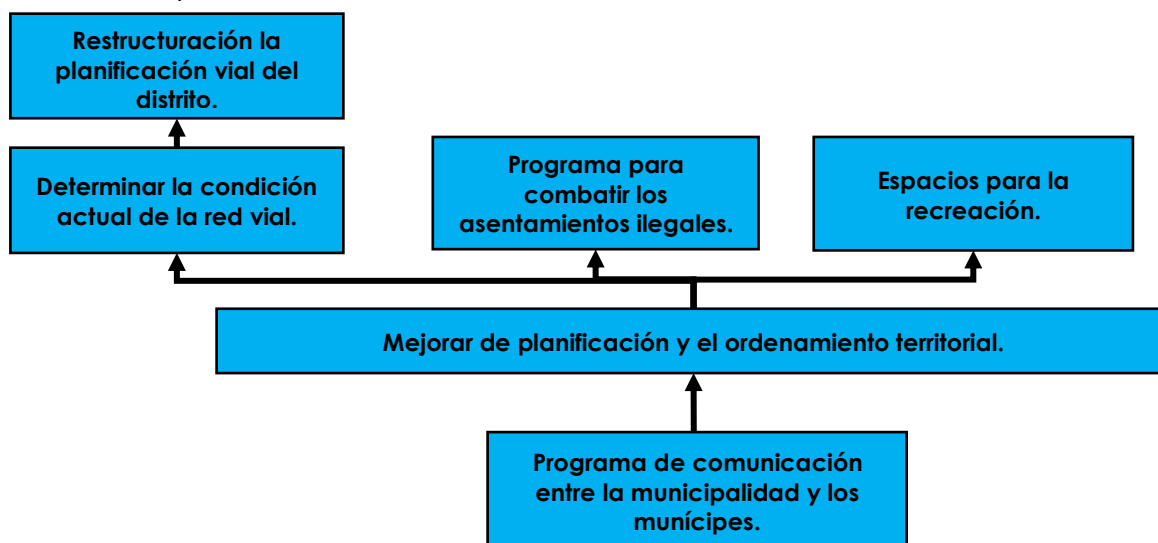 Restructuración la
planificación vial del
distrito.
Determinar la condición
actual de la red vial.
Programa para
combatir los
asentamientos ilegales.
Espacios para la
recreación.
Mejorar de planificación y el ordenamiento territorial.
Programa de comunicación
entre la municipalidad y los
munícipes.